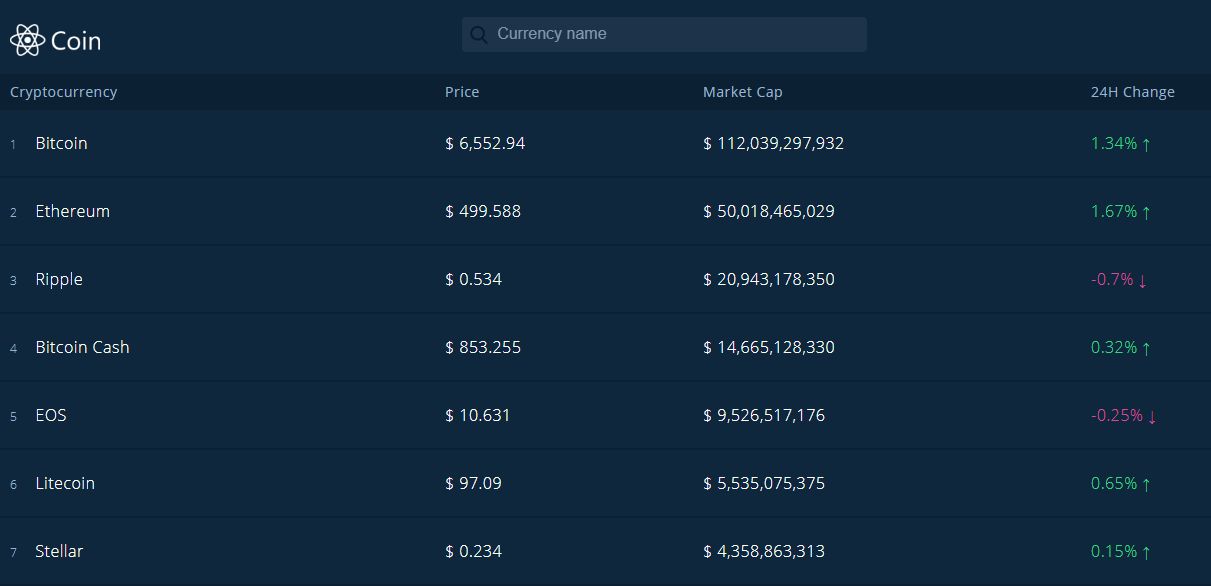 Coin
Currency name
Cryptocurrency Price Market Cap 24H Change
1 Bitcoin $ 6,552.94 $ 112,039,297,932 1.34% ↑
2 Ethereum $ 499.588 $ 50,018,465,029 1.67% ↑
3 Ripple $ 0.534 $ 20,943,178,350 -0.7% ↓
4 Bitcoin Cash $ 853.255 $ 14,665,128,330 0.32% ↑
5 EOS $ 10.631 $ 9,526,517,176 -0.25% ↓
6 Litecoin $ 97.09 $ 5,535,075,375 0.65% ↑
7 Stellar $ 0.234 $ 4,358,863,313 0.15% ↑